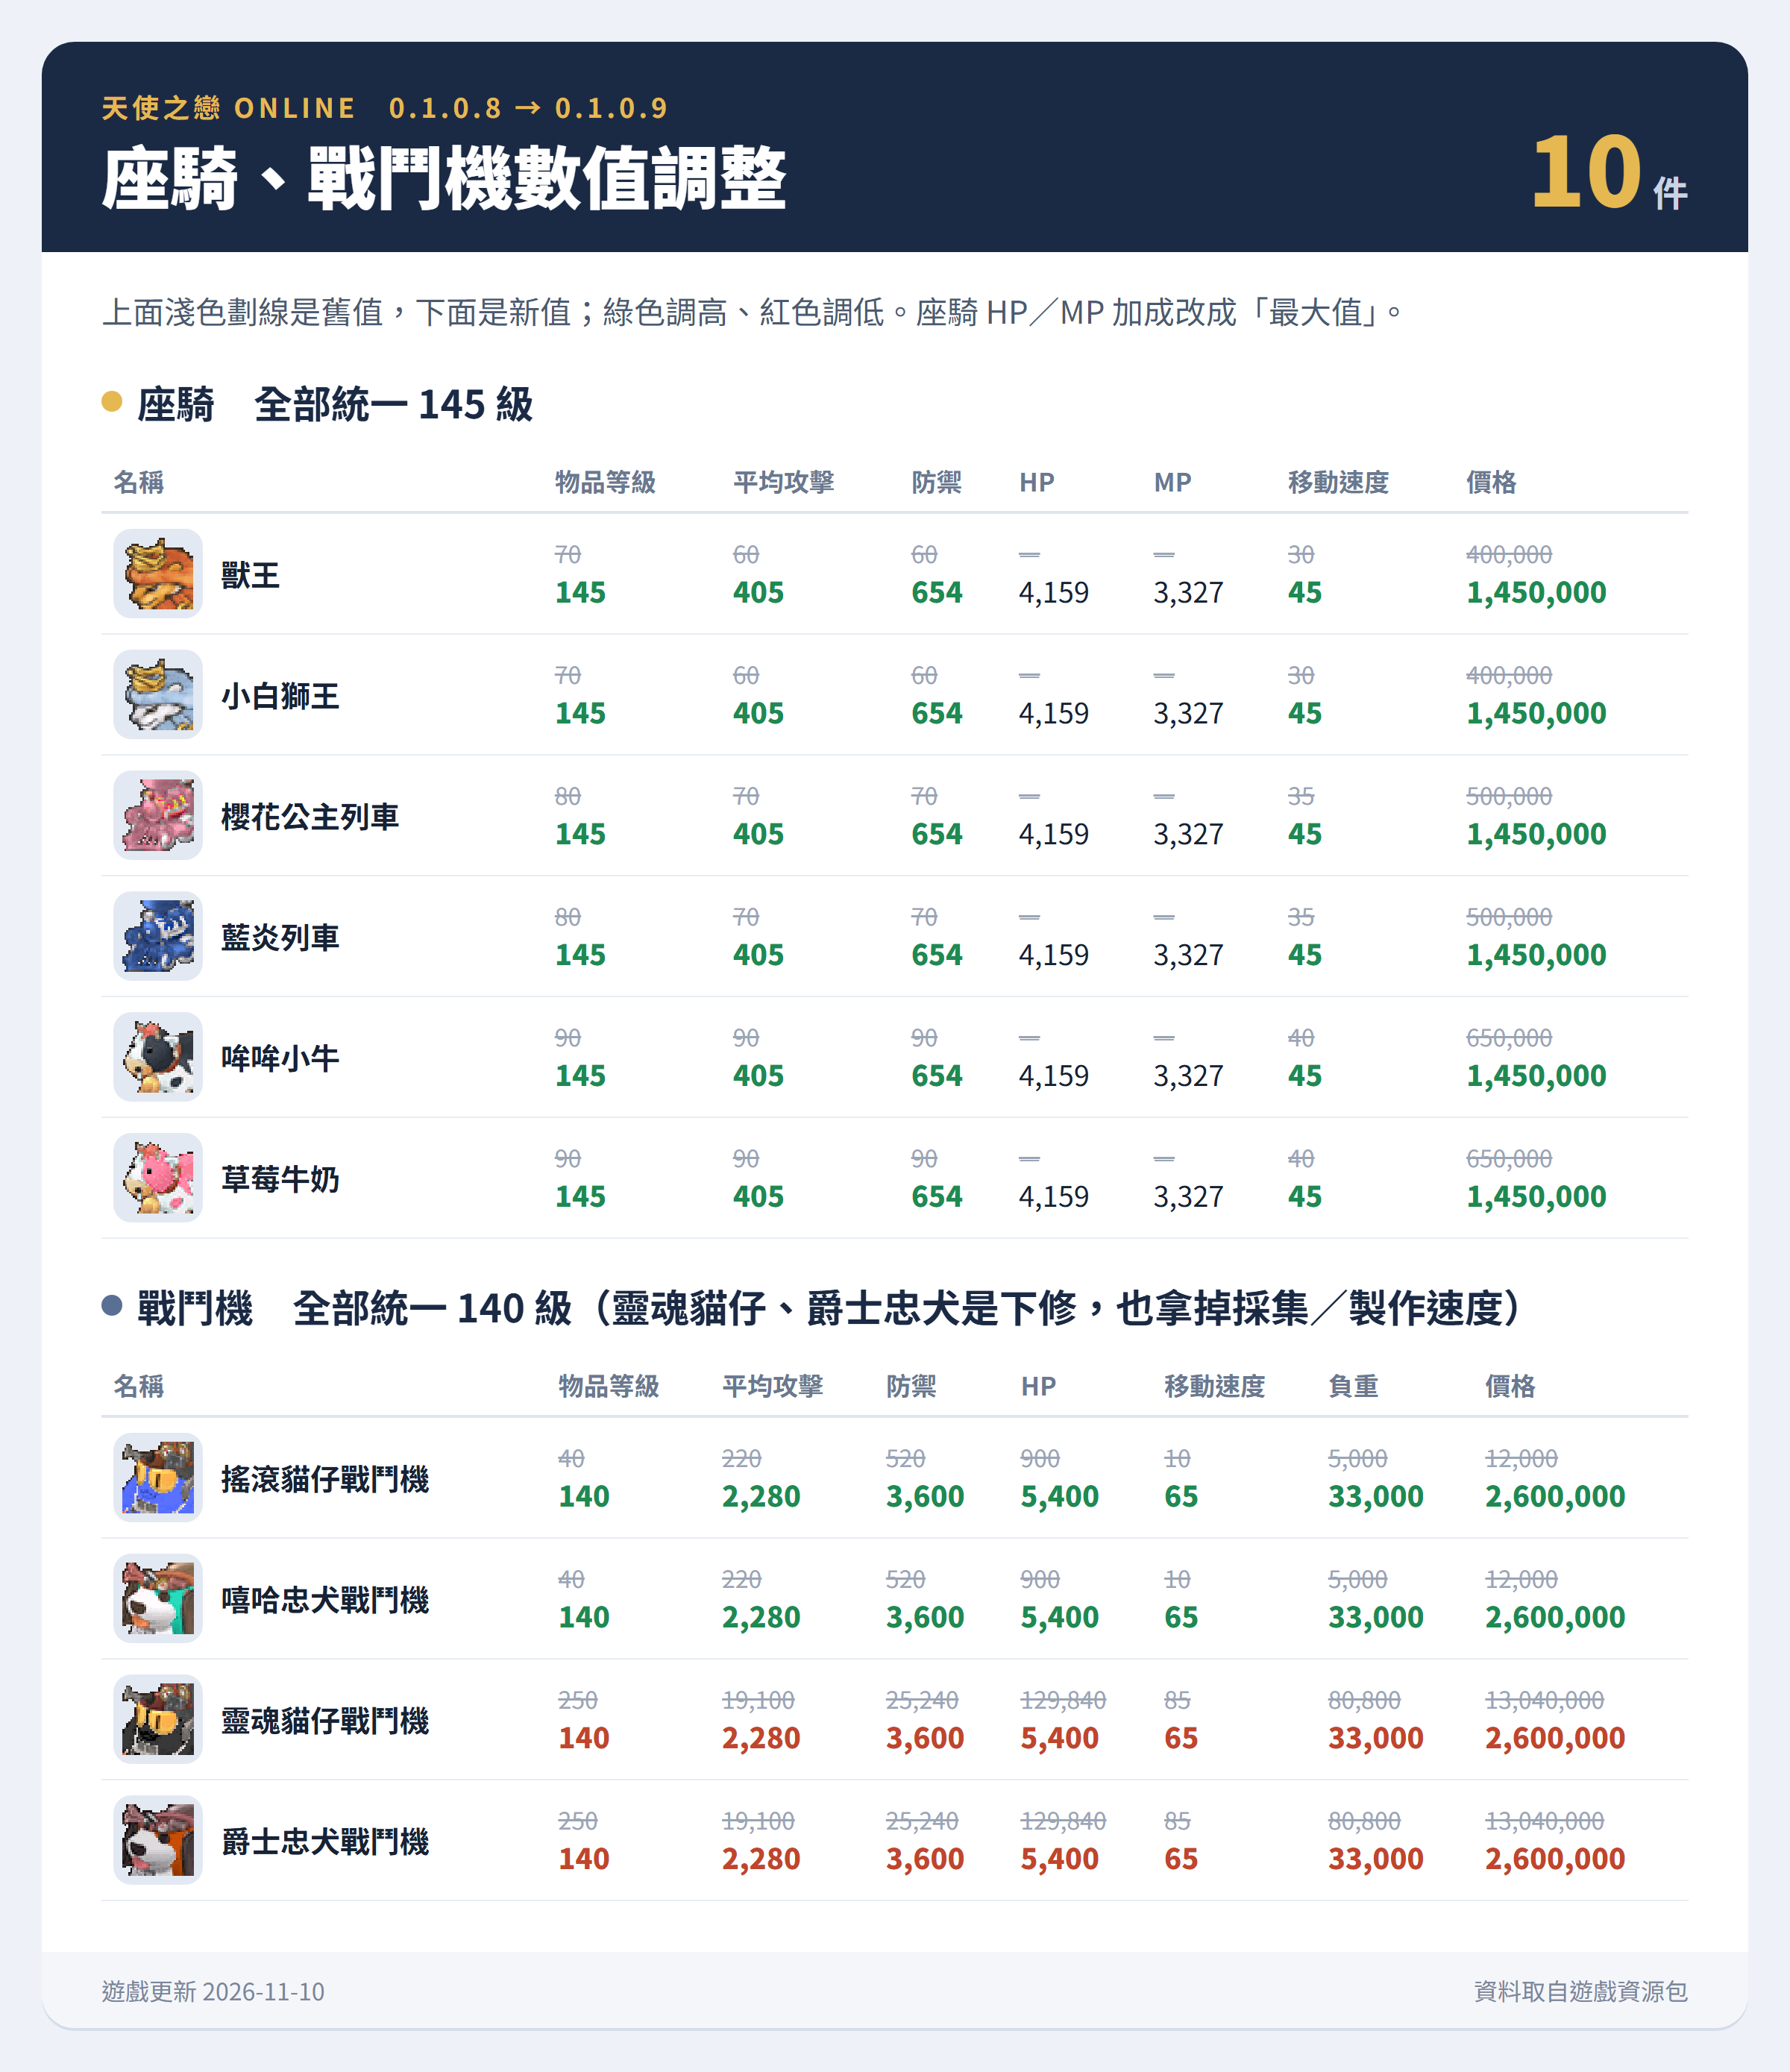 天使之戀 ONLINE 0.1.0.8 → 0.1.0.9
座騎、戰鬥機數值調整
10 件
上面淺色劃線是舊值，下面是新值；綠色調高、紅色調低。座騎 HP／MP 加成改成「最大值」。
座騎 全部統一 145 級
名稱 物品等級 平均攻擊 防禦 HP MP 移動速度 價格
70 60 60 — — 30 400,000
獸王
145 405 654 4,159 3,327 45 1,450,000
70 60 60 — — 30 400,000
小白獅王
145 405 654 4,159 3,327 45 1,450,000
80 70 70 — — 35 500,000
櫻花公主列車
145 405 654 4,159 3,327 45 1,450,000
80 70 70 — — 35 500,000
藍炎列車
145 405 654 4,159 3,327 45 1,450,000
90 90 90 — — 40 650,000
哞哞小牛
145 405 654 4,159 3,327 45 1,450,000
90 90 90 — — 40 650,000
草莓牛奶
145 405 654 4,159 3,327 45 1,450,000
戰鬥機 全部統一 140 級（靈魂貓仔、爵士忠犬是下修，也拿掉採集／製作速度）
名稱 物品等級 平均攻擊 防禦 HP 移動速度 負重 價格
40 220 520 900 10 5,000 12,000
搖滾貓仔戰鬥機
140 2,280 3,600 5,400 65 33,000 2,600,000
40 220 520 900 10 5,000 12,000
嘻哈忠犬戰鬥機
140 2,280 3,600 5,400 65 33,000 2,600,000
250 19,100 25,240 129,840 85 80,800 13,040,000
靈魂貓仔戰鬥機
140 2,280 3,600 5,400 65 33,000 2,600,000
250 19,100 25,240 129,840 85 80,800 13,040,000
爵士忠犬戰鬥機
140 2,280 3,600 5,400 65 33,000 2,600,000
遊戲更新 2026-11-10
資料取自遊戲資源包